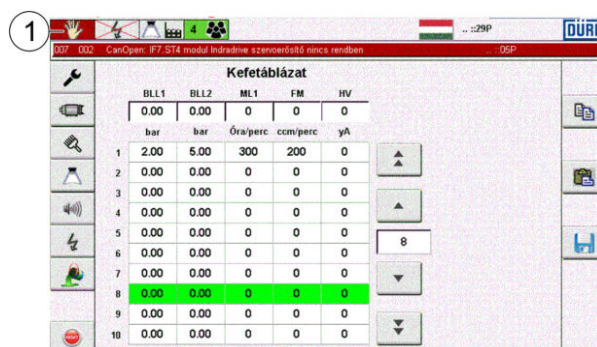 1
4
.. ::29P
DÜR
007 002 CanOpen: IF7.ST4 modul Indradrive szervoerősítő nincs rendben .. ::05P
Kefetáblázat
BLL1 BLL2 ML1 FM HV
0.00 0.00 0 0 0
bar bar Óra/perc ccm/perc yA
1 2.00 5.00 300 200 0
2 0.00 0.00 0 0 0
3 0.00 0.00 0 0 0
4 0.00 0.00 0 0 0
5 0.00 0.00 0 0 0
8
6 0.00 0.00 0 0 0
7 0.00 0.00 0 0 0
8 0.00 0.00 0 0 0
9 0.00 0.00 0 0 0
10 0.00 0.00 0 0 0